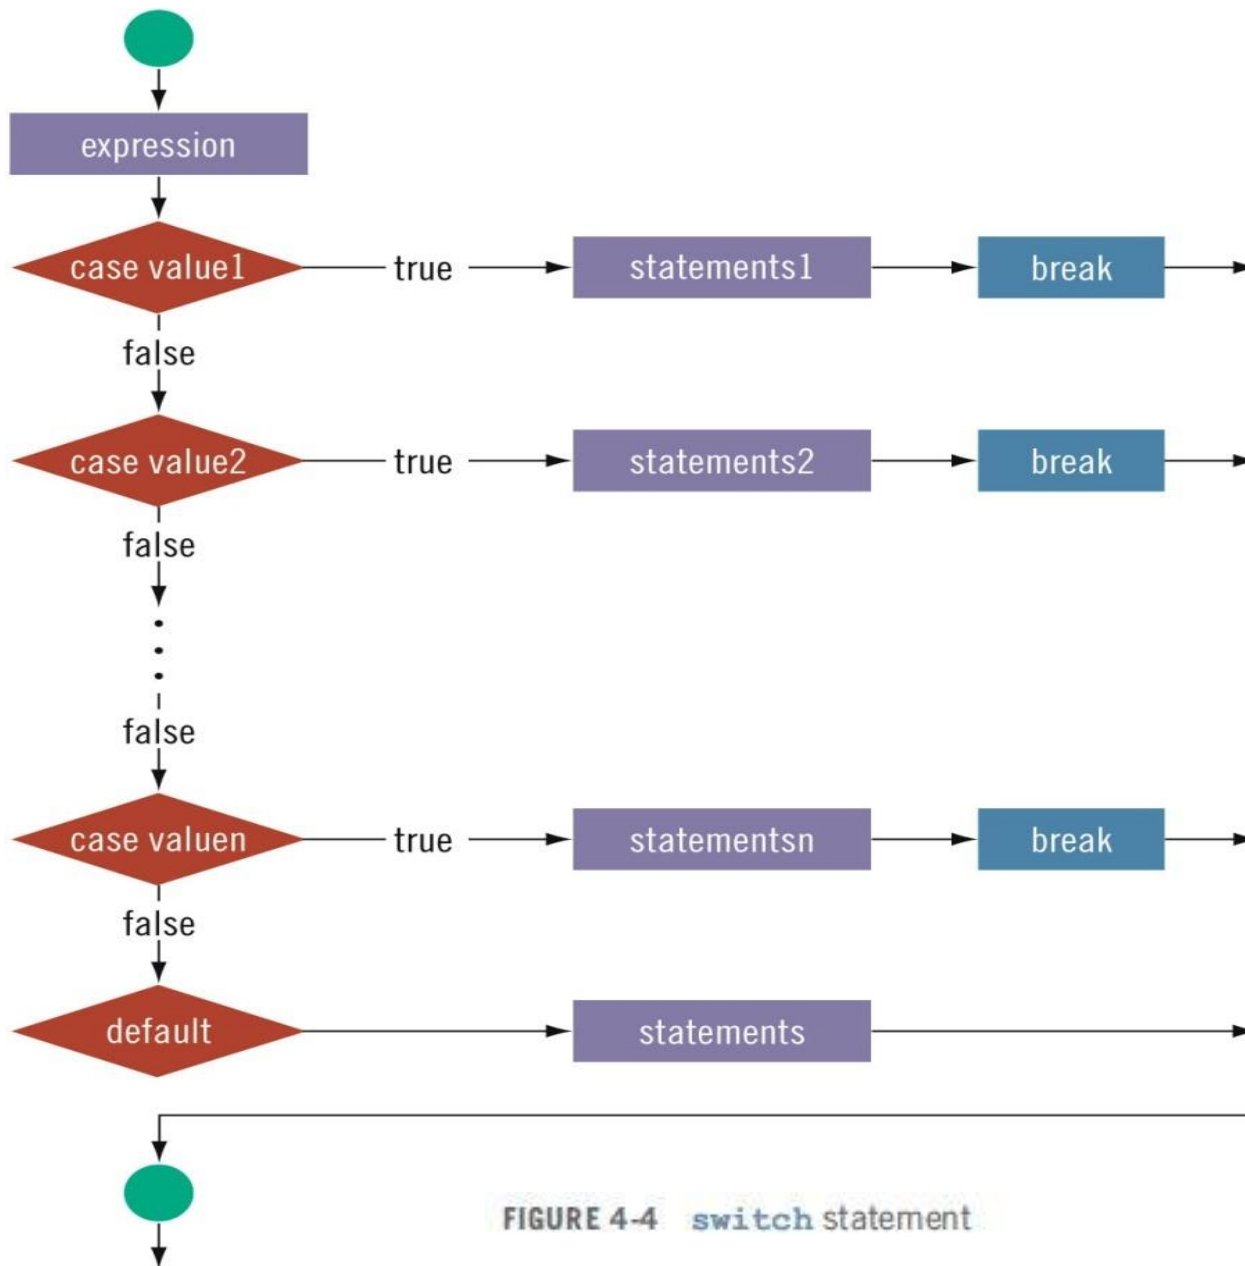 expression
case value1 true statements1 break
false
case value2 true statements2 break
false
false
case valuen true statementsn break
false
default statements
FIGURE 4-4 switch statement